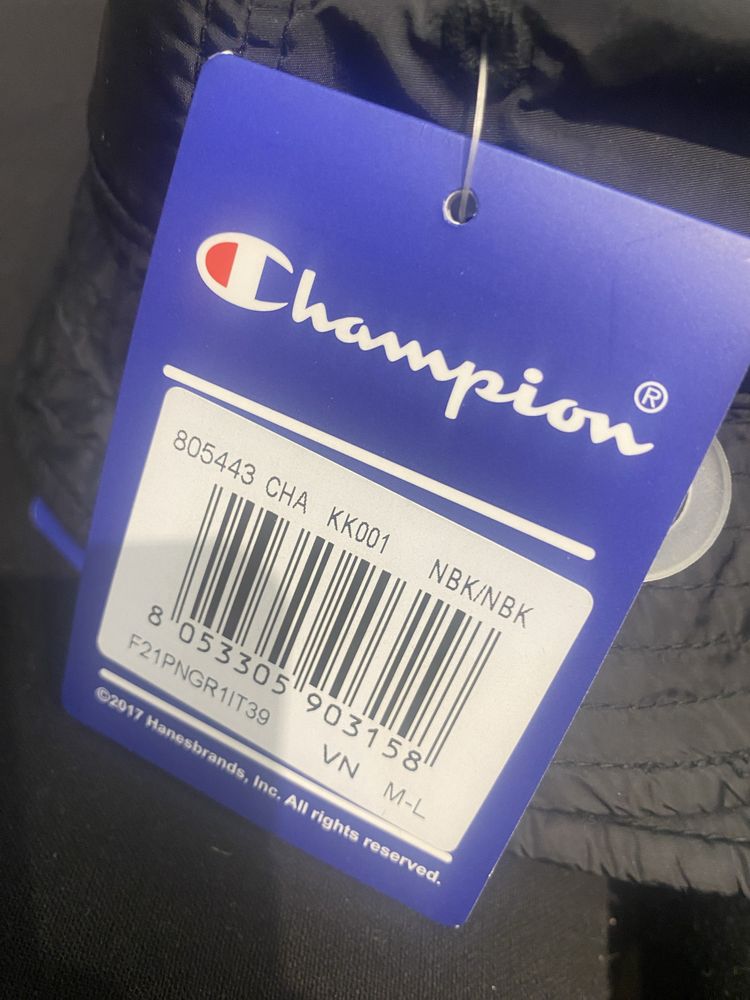 Champion®
805443 CHA KK001 NBK/NBK
8 053305 903158
F21PNGR1IT39 VN M-L
©2017 Hanesbrands, Inc. All rights reserved.